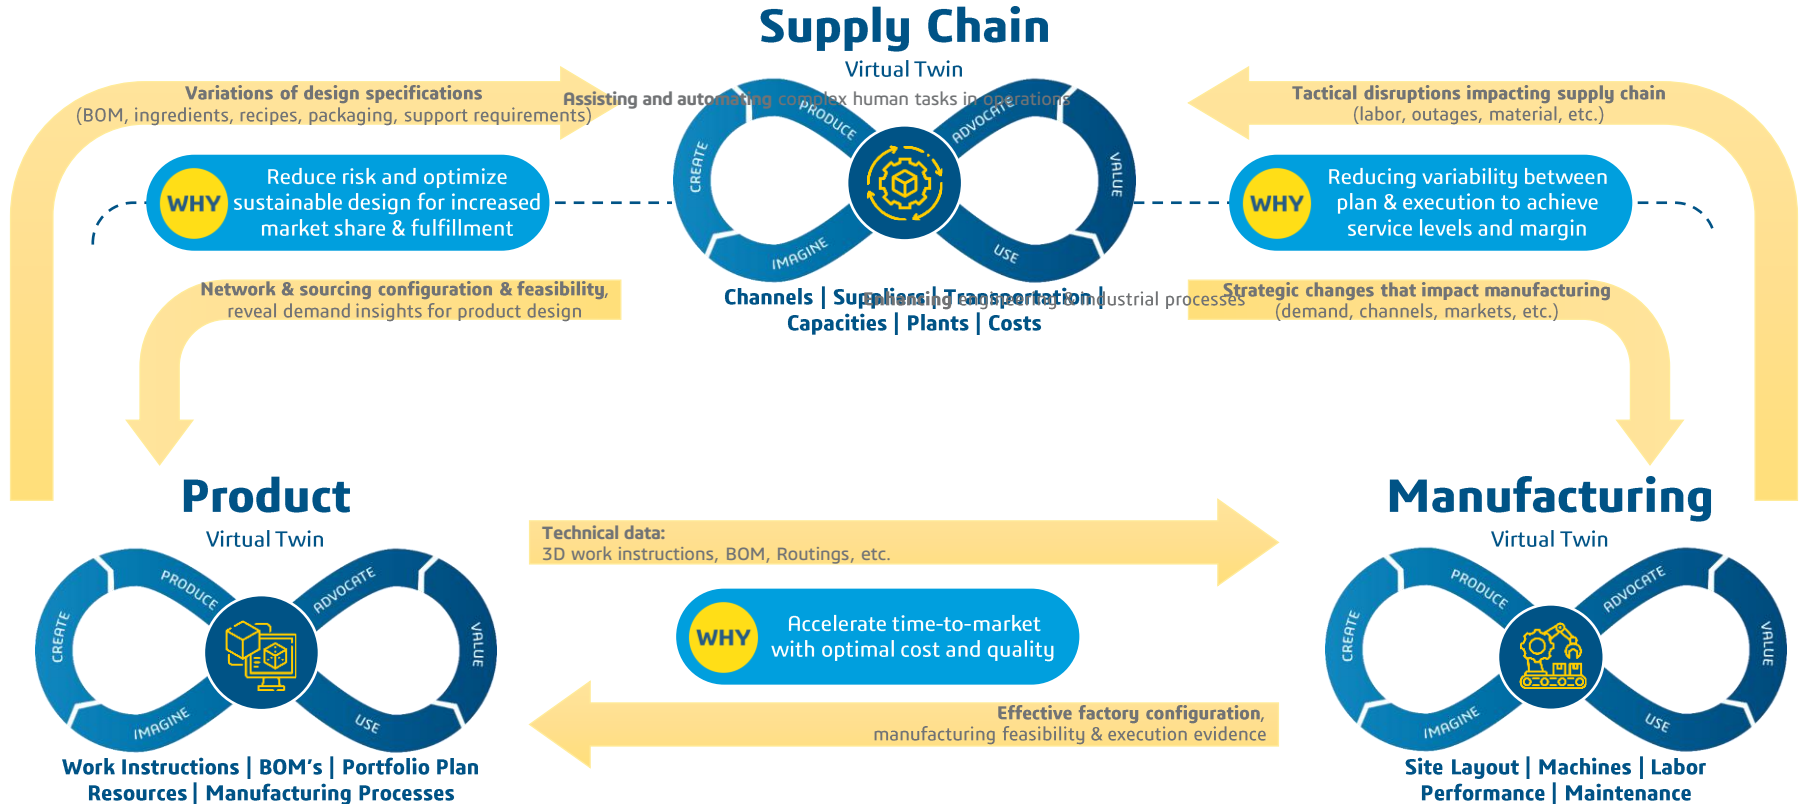 Supply Chain
Virtual Twin
Variations of design specifications
(BOM, ingredients, recipes, packaging, support requirements)
Assisting and automating complex human tasks in operations
Tactical disruptions impacting supply chain
(labor, outages, material, etc.)
WHY
Reduce risk and optimize
sustainable design for increased
market share & fulfillment
CREATE
PRODUCE
ADVOCATE
VALUE
IMAGINE
USE
WHY
Reducing variability between
plan & execution to achieve
service levels and margin
Network & sourcing configuration & feasibility,
reveal demand insights for product design
Channels | Suppliers | Transportation |
Capacities | Plants | Costs
Enhancing engineering & industrial processes
Strategic changes that impact manufacturing
(demand, channels, markets, etc.)
Product
Virtual Twin
CREATE
PRODUCE
ADVOCATE
VALUE
IMAGINE
USE
Work Instructions | BOM's | Portfolio Plan
Resources | Manufacturing Processes
Technical data:
3D work instructions, BOM, Routings, etc.
WHY
Accelerate time-to-market
with optimal cost and quality
Effective factory configuration,
manufacturing feasibility & execution evidence
Manufacturing
Virtual Twin
CREATE
PRODUCE
ADVOCATE
VALUE
IMAGINE
USE
Site Layout | Machines | Labor
Performance | Maintenance